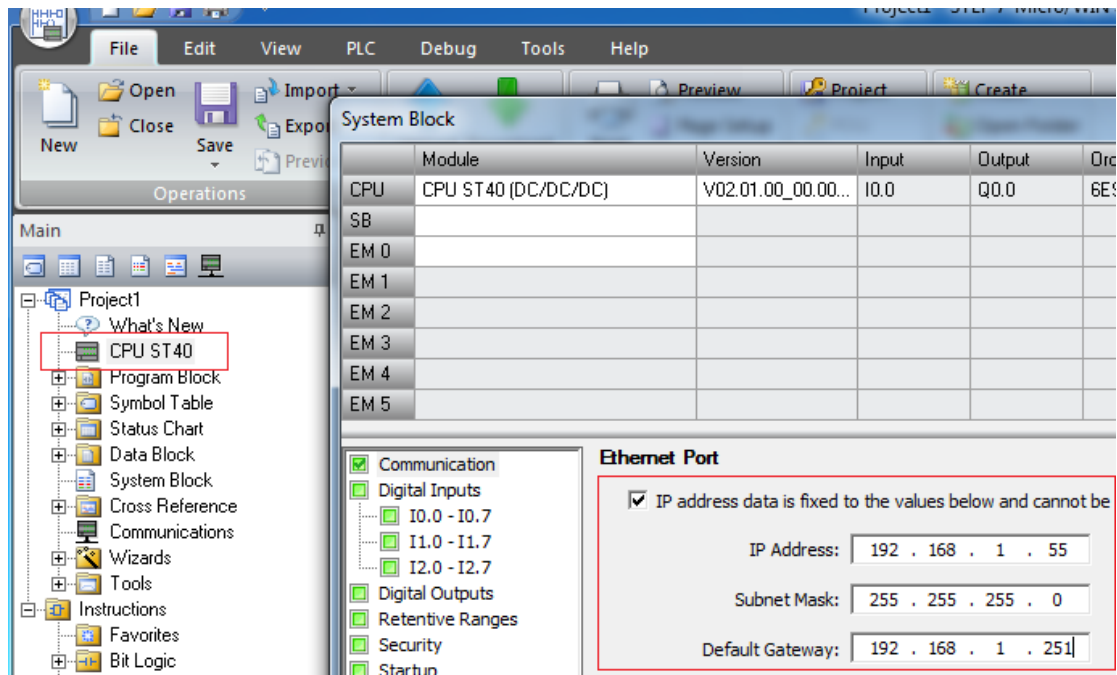 Project1 - STEP 7-Micro/WIN
File Edit View PLC Debug Tools Help
Open Import Preview Project Create
Close
New Save
Operations
System Block
Module Version Input Output
CPU CPU ST40 (DC/DC/DC) V02.01.00_00.00... I0.0 Q0.0
SB
EM 0
EM 1
EM 2
EM 3
EM 4
EM 5
Main
Project1
What's New
CPU ST40
Program Block
Symbol Table
Status Chart
Data Block
System Block
Cross Reference
Communications
Wizards
Tools
Instructions
Favorites
Bit Logic
Communication
Digital Inputs
I0.0 - I0.7
I1.0 - I1.7
I2.0 - I2.7
Digital Outputs
Retentive Ranges
Security
Startup
Ethernet Port
IP address data is fixed to the values below and cannot be
IP Address: 192 . 168 . 1 . 55
Subnet Mask: 255 . 255 . 255 . 0
Default Gateway: 192 . 168 . 1 . 251